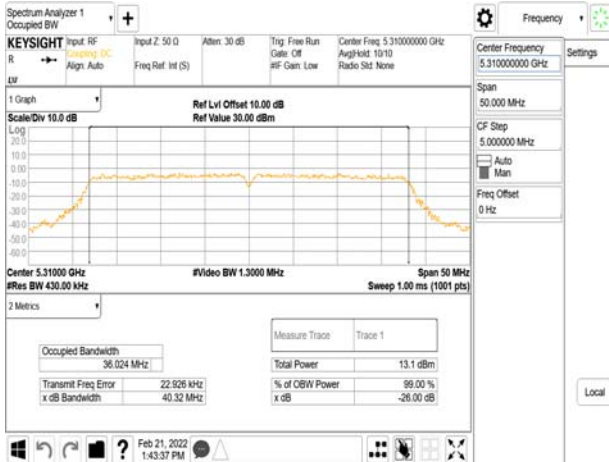 Spectrum Analyzer 1
Occupied BW
+
Frequency
Settings
KEYSIGHT
R
Input: RF
Coupling: DC
Align: Auto
Input Z: 50 Ω
Freq Ref: Int (S)
Atten: 30 dB
Trig: Free Run
Gate: Off
#IF Gain: Low
Center Freq: 5.310000000 GHz
Avg|Hold: 10/10
Radio Std: None
Center Frequency
5.310000000 GHz
Span
50.000 MHz
CF Step
5.000000 MHz
Auto
Man
Freq Offset
0 Hz
Local
1 Graph
Scale/Div 10.0 dB
Ref Lvl Offset 10.00 dB
Ref Value 30.00 dBm
Log
20.0
10.0
0.00
-10.0
-20.0
-30.0
-40.0
-50.0
-60.0
Center 5.31000 GHz
#Video BW 1.3000 MHz
Span 50 MHz
#Res BW 430.00 kHz
Sweep 1.00 ms (1001 pts)
2 Metrics
Measure Trace
Trace 1
Occupied Bandwidth
36.024 MHz
Total Power
13.1 dBm
Transmit Freq Error
22.926 kHz
% of OBW Power
99.00 %
x dB Bandwidth
40.32 MHz
x dB
-26.00 dB
?
Feb 21, 2022
1:43:37 PM